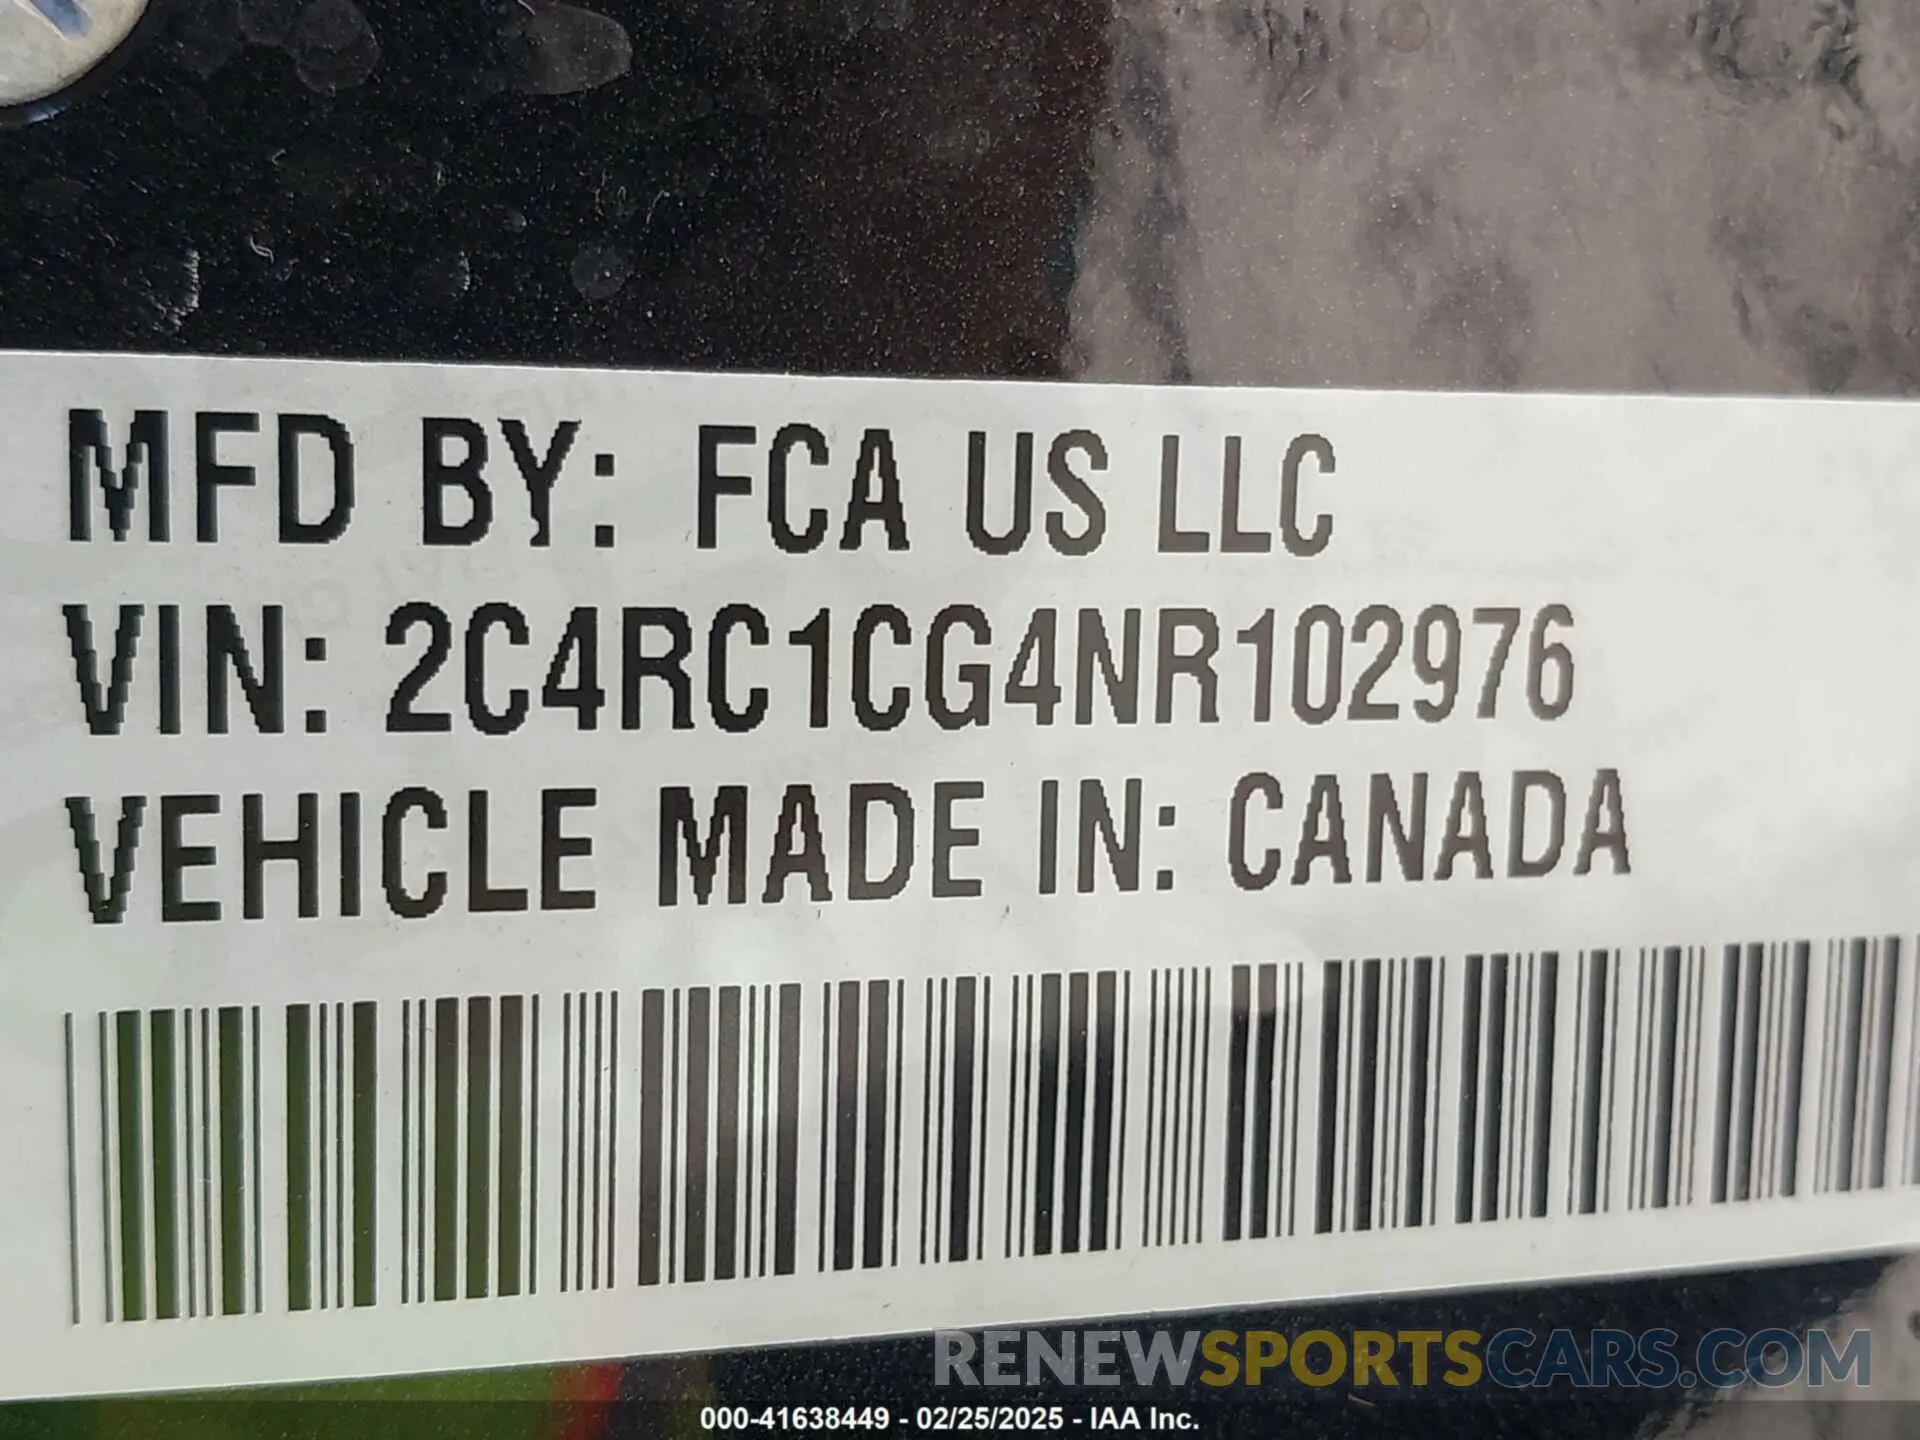 MFD BY: FCA US LLC
VIN: 2C4RC1CG4NR102976
VEHICLE MADE IN: CANADA
RENEWSPORTSCARS.COM
000-41638449 - 02/25/2025 - IAA Inc.